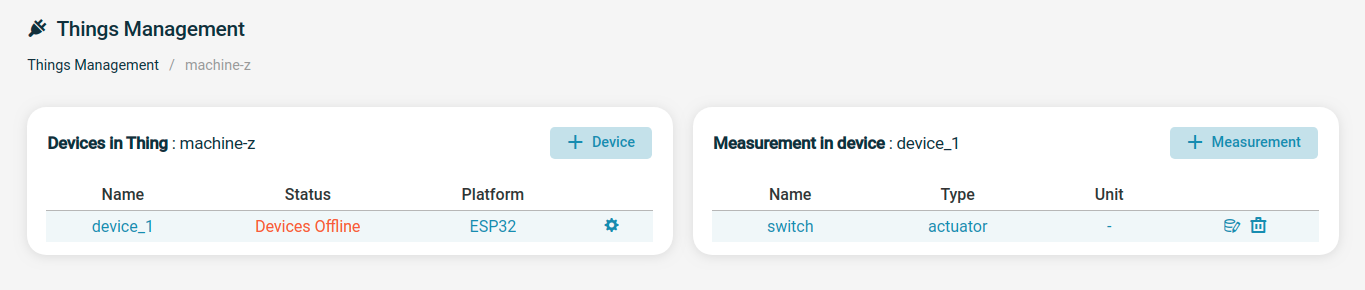 Things Management
Things Management / machine-z
Devices in Thing : machine-z
+ Device
Name Status Platform
device_1 Devices Offline ESP32
Measurement in device : device_1
+ Measurement
Name Type Unit
switch actuator -